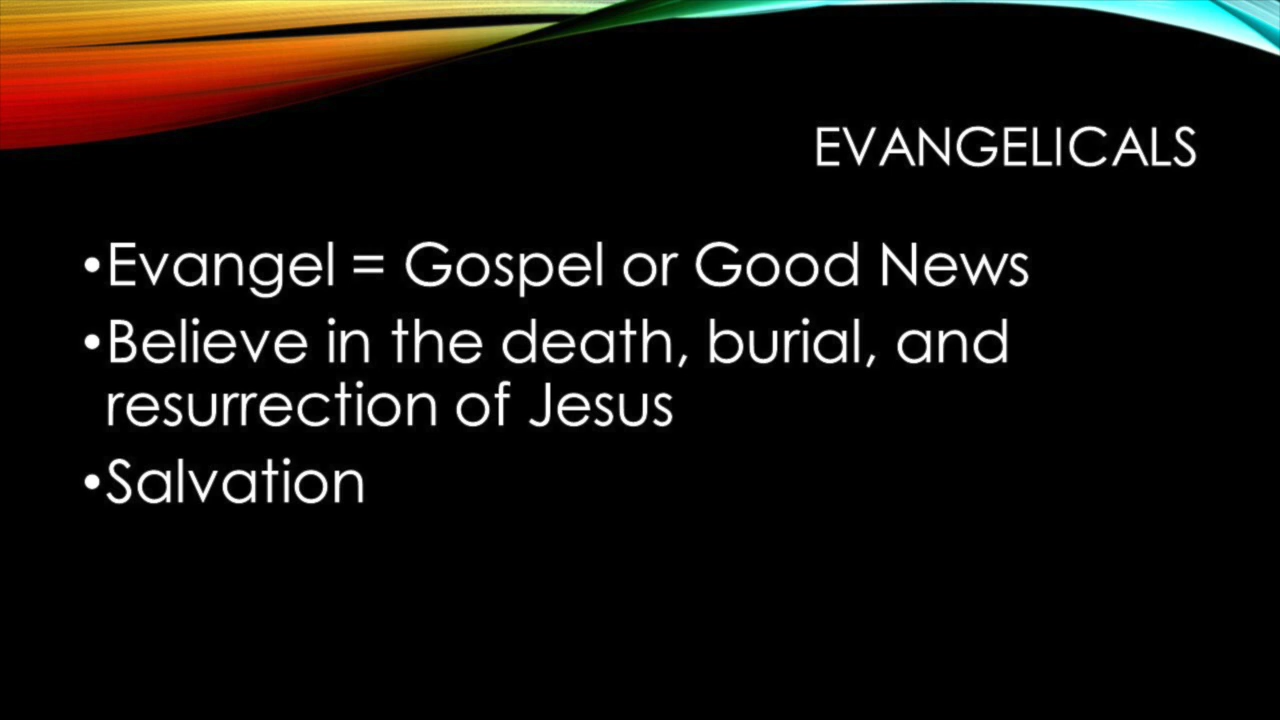 EVANGELICALS
•Evangel = Gospel or Good News
•Believe in the death, burial, and
resurrection of Jesus
•Salvation